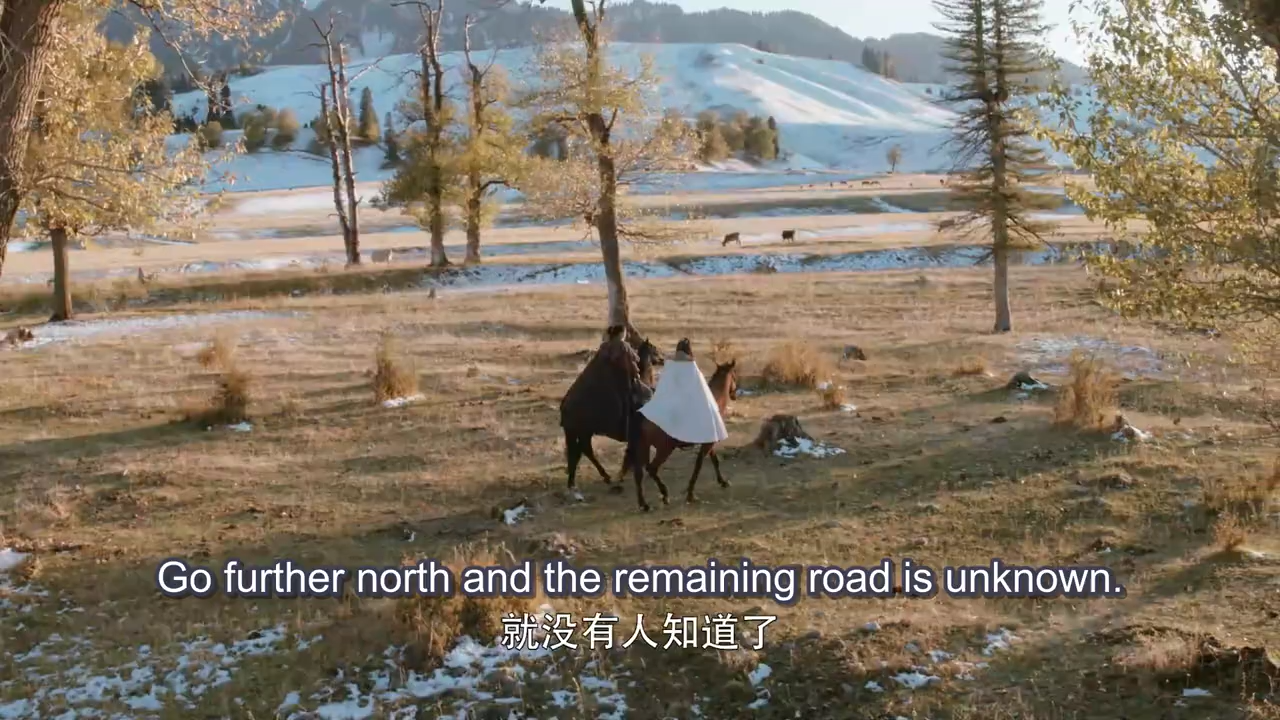 Go further north and the remaining road is unknown.
就没有人知道了